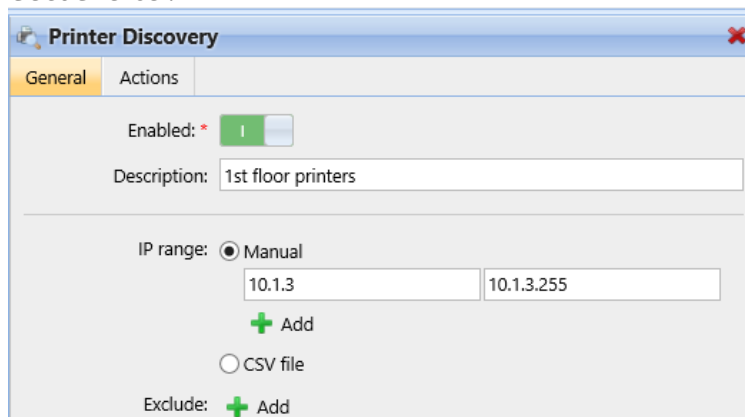 Printer Discovery
General Actions
Enabled: *
Description: 1st floor printers
IP range: Manual
10.1.3 10.1.3.255
Add
CSV file
Exclude: Add